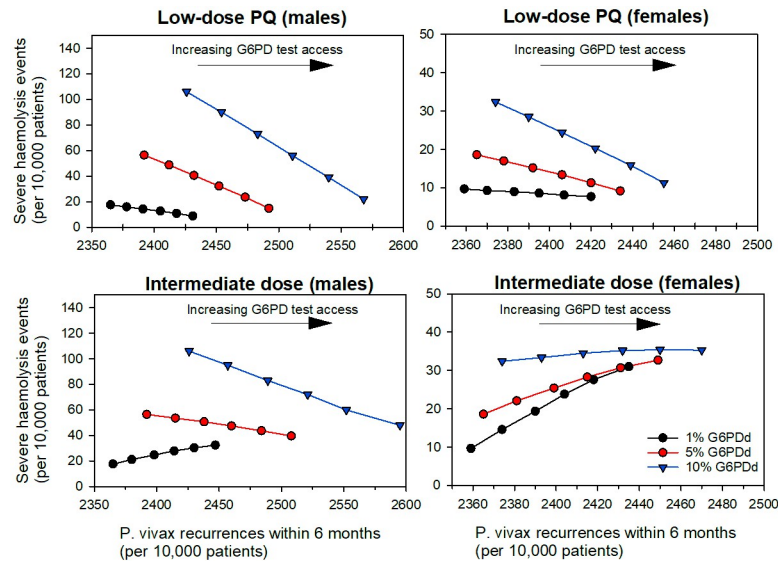 Low-dose PQ (males)
Severe haemolysis events
(per 10,000 patients)
140
120
100
80
60
40
20
0
Increasing G6PD test access
2350 2400 2450 2500 2550 2600
Low-dose PQ (females)
50
40
30
20
10
0
Increasing G6PD test access
2360 2380 2400 2420 2440 2460 2480 2500
Intermediate dose (males)
Severe haemolysis events
(per 10,000 patients)
140
120
100
80
60
40
20
0
Increasing G6PD test access
2350 2400 2450 2500 2550 2600
P. vivax recurrences within 6 months
(per 10,000 patients)
Intermediate dose (females)
50
40
30
20
10
0
Increasing G6PD test access
1% G6PDd
5% G6PDd
10% G6PDd
2360 2380 2400 2420 2440 2460 2480 2500
P. vivax recurrences within 6 months
(per 10,000 patients)